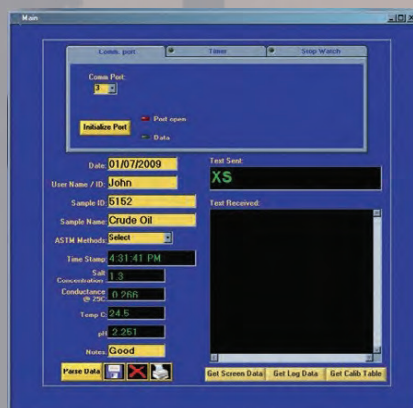 Main
Comm. port
Timer
Stop Watch
Comm Port:
3
Initialize Port
Port open
Data
Date: 01/07/2009
User Name / ID: John
Sample ID: 5152
Sample Name: Crude Oil
ASTM Methods: Select
Time Stamp: 4:31:41 PM
Salt Concentration: 1.3
Conductance @ 25C: 0.266
Temp C: 24.5
pH 2.251
Notes: Good
Parse Data
Text Sent:
XS
Text Received:
Get Screen Data
Get Log Data
Get Calib Table